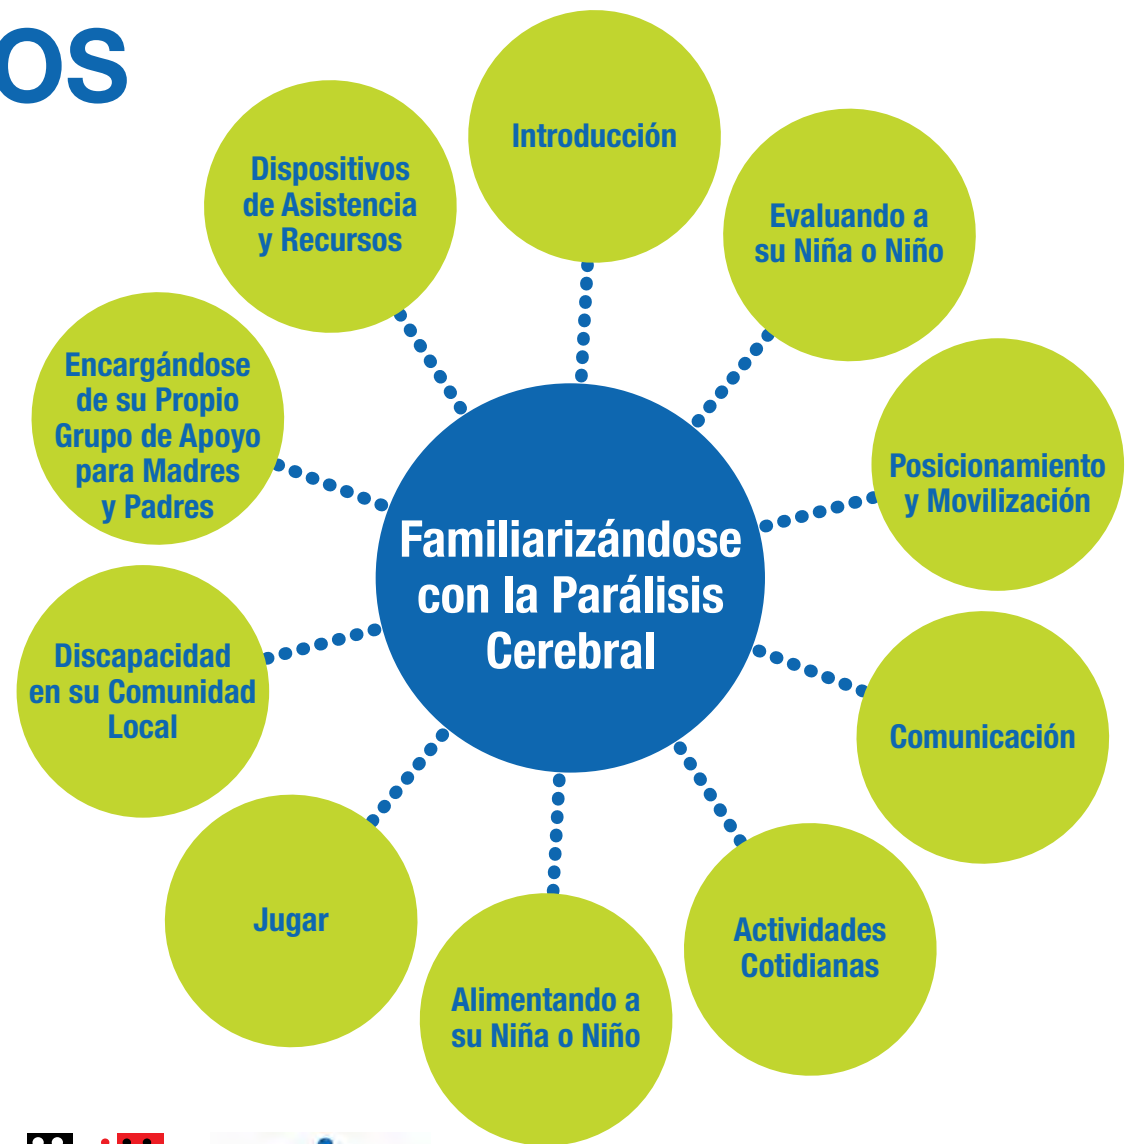 OS
Introducción
Evaluando a
su Niña o Niño
Posicionamiento
y Movilización
Comunicación
Actividades
Cotidianas
Alimentando a
su Niña o Niño
Jugar
Discapacidad
en su Comunidad
Local
Encargándose
de su Propio
Grupo de Apoyo
para Madres
y Padres
Dispositivos
de Asistencia
y Recursos
Familiarizándose
con la Parálisis
Cerebral